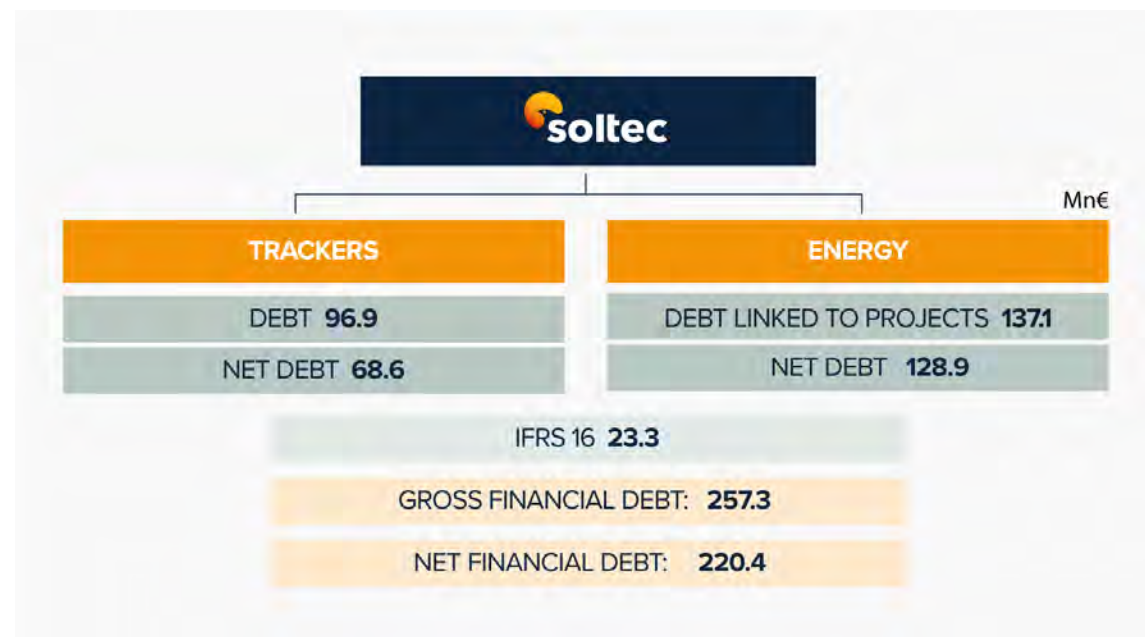 soltec
Mn€
TRACKERS
ENERGY
DEBT 96.9
DEBT LINKED TO PROJECTS 137.1
NET DEBT 68.6
NET DEBT 128.9
IFRS 16 23.3
GROSS FINANCIAL DEBT: 257.3
NET FINANCIAL DEBT: 220.4